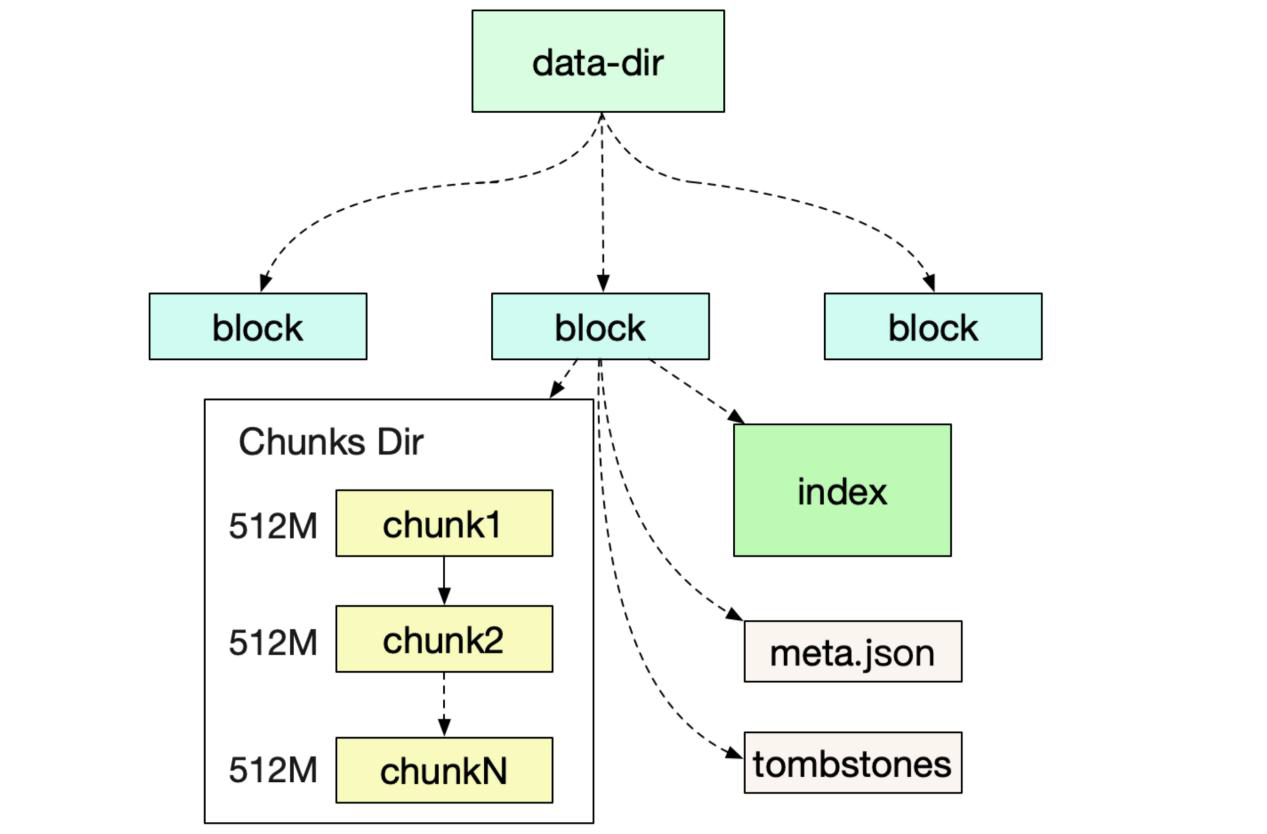 data-dir
block
block
block
Chunks Dir
512M
chunk1
512M
chunk2
512M
chunkN
index
meta.json
tombstones